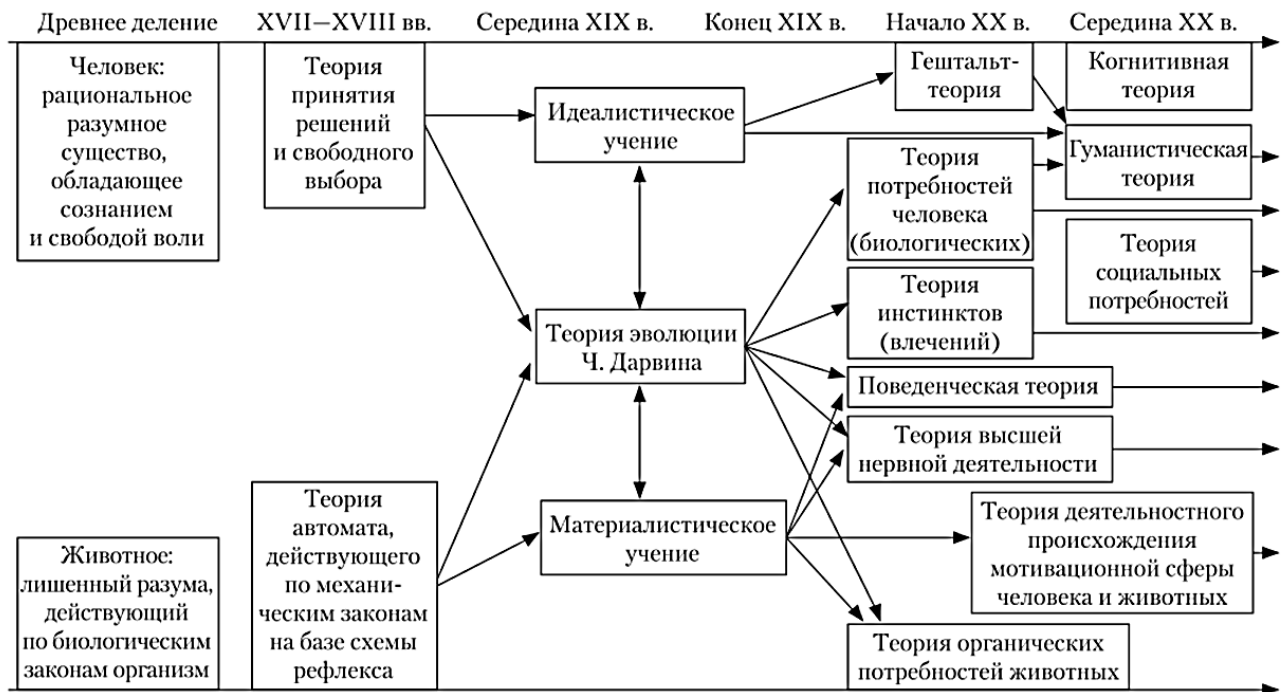 Древнее деление
XVII—XVIII вв.
Середина XIX в.
Конец XIX в.
Начало XX в.
Середина XX в.
Человек:
рациональное
разумное
существо,
обладающее
сознанием
и свободой воли
Животное:
лишенный разума,
действующий
по биологическим
законам организм
Теория
принятия
решений
и свободного
выбора
Теория
автомата,
действующего
по механи-
ческим законам
на базе схемы
рефлекса
Идеалистическое
учение
Теория эволюции
Ч. Дарвина
Материалистическое
учение
Гештальт-
теория
Теория
потребностей
человека
(биологических)
Теория
инстинктов
(влечений)
Поведенческая теория
Теория высшей
нервной деятельности
Теория деятельностного
происхождения
мотивационной сферы
человека и животных
Теория органических
потребностей животных
Когнитивная
теория
Гуманистическая
теория
Теория
социальных
потребностей